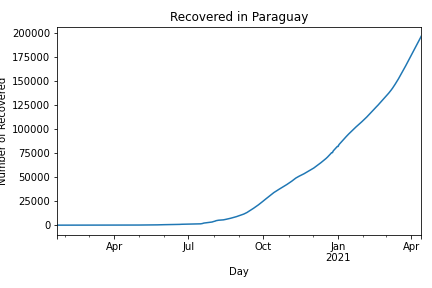 Recovered in Paraguay
200000
175000
150000
125000
100000
75000
50000
25000
0
Number of Recovered
Apr
Jul
Oct
Jan
2021
Apr
Day